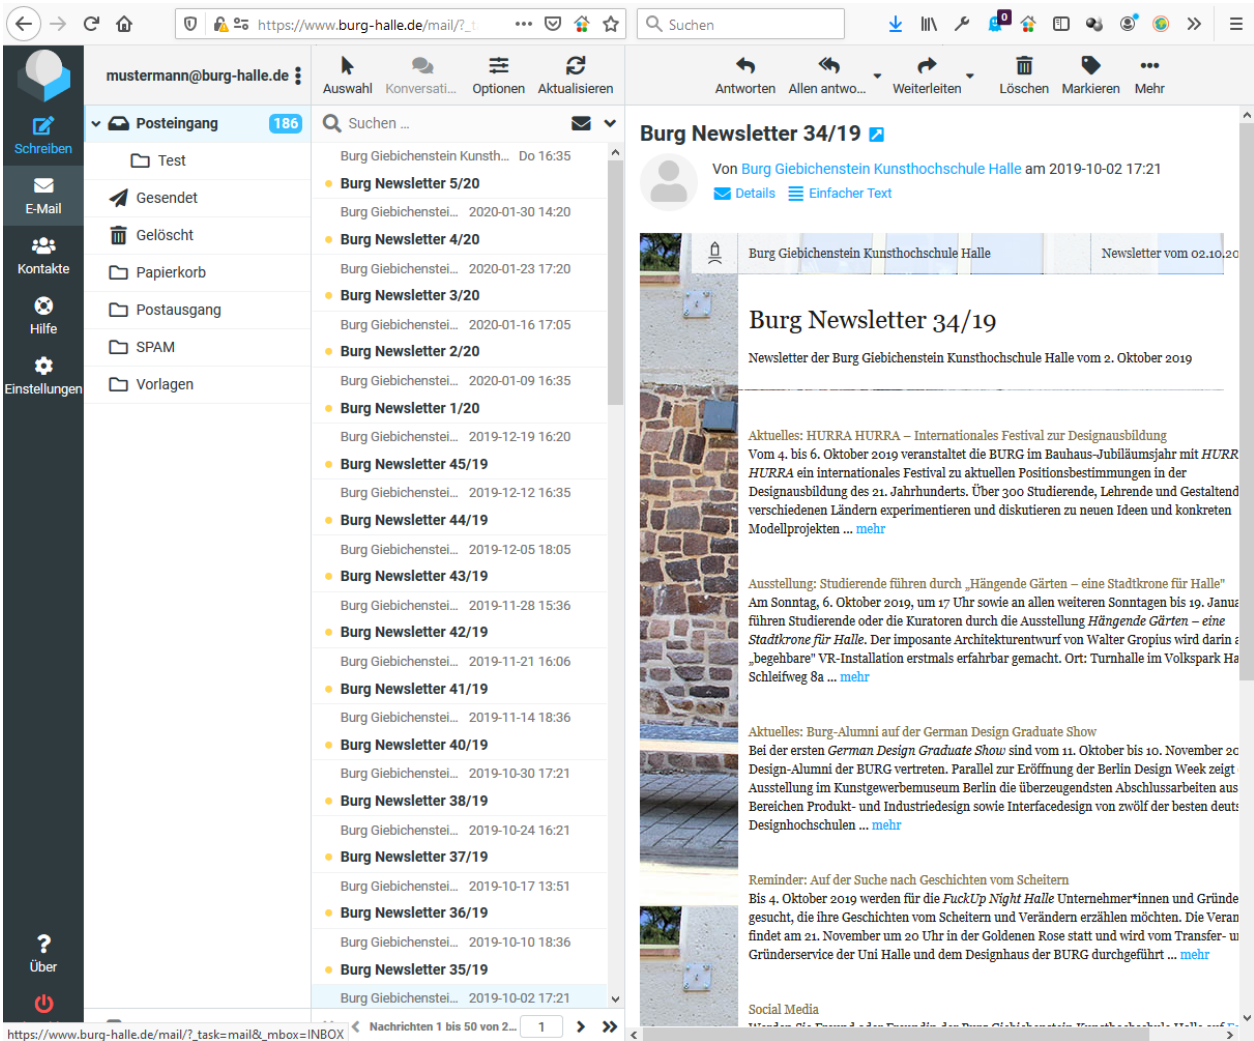 https://www.burg-halle.de/mail/?_t
Suchen
0
mustermann@burg-halle.de
Auswahl
Konversati...
Optionen
Aktualisieren
Antworten
Allen antwo...
Weiterleiten
Löschen
Markieren
Mehr
Schreiben
E-Mail
Kontakte
Hilfe
Einstellungen
Über
Posteingang 186
Test
Gesendet
Gelöscht
Papierkorb
Postausgang
SPAM
Vorlagen
Suchen ...
Burg Giebichenstein Kunsth... Do 16:35
Burg Newsletter 5/20
Burg Giebichenstei... 2020-01-30 14:20
Burg Newsletter 4/20
Burg Giebichenstei... 2020-01-23 17:20
Burg Newsletter 3/20
Burg Giebichenstei... 2020-01-16 17:05
Burg Newsletter 2/20
Burg Giebichenstei... 2020-01-09 16:35
Burg Newsletter 1/20
Burg Giebichenstei... 2019-12-19 16:20
Burg Newsletter 45/19
Burg Giebichenstei... 2019-12-12 16:35
Burg Newsletter 44/19
Burg Giebichenstei... 2019-12-05 18:05
Burg Newsletter 43/19
Burg Giebichenstei... 2019-11-28 15:36
Burg Newsletter 42/19
Burg Giebichenstei... 2019-11-21 16:06
Burg Newsletter 41/19
Burg Giebichenstei... 2019-11-14 18:36
Burg Newsletter 40/19
Burg Giebichenstei... 2019-10-30 17:21
Burg Newsletter 38/19
Burg Giebichenstei... 2019-10-24 16:21
Burg Newsletter 37/19
Burg Giebichenstei... 2019-10-17 13:51
Burg Newsletter 36/19
Burg Giebichenstei... 2019-10-10 18:36
Burg Newsletter 35/19
Burg Giebichenstei... 2019-10-02 17:21
Nachrichten 1 bis 50 von 2... 1
Burg Newsletter 34/19
Von Burg Giebichenstein Kunsthochschule Halle am 2019-10-02 17:21
Details Einfacher Text
Burg Giebichenstein Kunsthochschule Halle Newsletter vom 02.10.20
Burg Newsletter 34/19
Newsletter der Burg Giebichenstein Kunsthochschule Halle vom 2. Oktober 2019
Aktuelles: HURRA HURRA – Internationales Festival zur Designausbildung
Vom 4. bis 6. Oktober 2019 veranstaltet die BURG im Bauhaus-Jubiläumsjahr mit HURR
HURRA ein internationales Festival zu aktuellen Positionsbestimmungen in der
Designausbildung des 21. Jahrhunderts. Über 300 Studierende, Lehrende und Gestaltend
verschiedenen Ländern experimentieren und diskutieren zu neuen Ideen und konkreten
Modellprojekten ... mehr
Ausstellung: Studierende führen durch „Hängende Gärten – eine Stadtkrone für Halle"
Am Sonntag, 6. Oktober 2019, um 17 Uhr sowie an allen weiteren Sonntagen bis 19. Janua
führen Studierende oder die Kuratoren durch die Ausstellung Hängende Gärten – eine
Stadtkrone für Halle. Der imposante Architekturentwurf von Walter Gropius wird darin a
„begehbare" VR-Installation erstmals erfahrbar gemacht. Ort: Turnhalle im Volkspark Ha
Schleifweg 8a ... mehr
Aktuelles: Burg-Alumni auf der German Design Graduate Show
Bei der ersten German Design Graduate Show sind vom 11. Oktober bis 10. November 20
Design-Alumni der BURG vertreten. Parallel zur Eröffnung der Berlin Design Week zeigt
Ausstellung im Kunstgewerbemuseum Berlin die überzeugendsten Abschlussarbeiten aus
Bereichen Produkt- und Industriedesign sowie Interfacedesign von zwölf der besten deuts
Designhochschulen ... mehr
Reminder: Auf der Suche nach Geschichten vom Scheitern
Bis 4. Oktober 2019 werden für die FuckUp Night Halle Unternehmer*innen und Gründe
gesucht, die ihre Geschichten vom Scheitern und Verändern erzählen möchten. Die Veran
findet am 21. November um 20 Uhr in der Goldenen Rose statt und wird vom Transfer- u
Gründerservice der Uni Halle und dem Designhaus der BURG durchgeführt ... mehr
Social Media
https://www.burg-halle.de/mail/?_task=mail&_mbox=INBOX